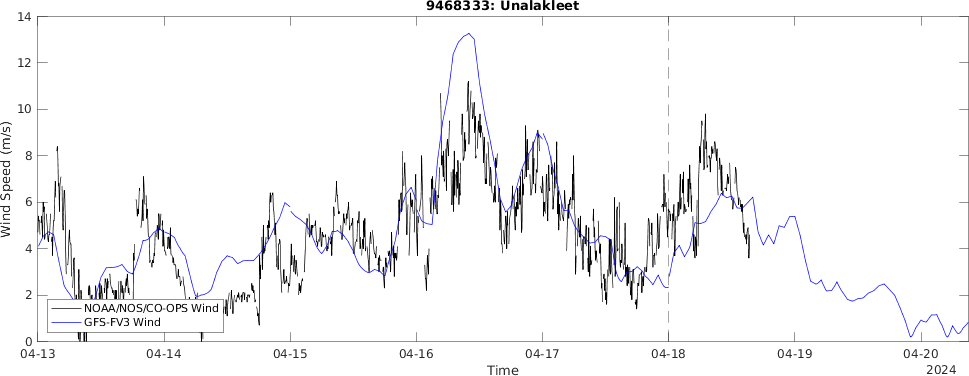 9468333: Unalakleet
Wind Speed (m/s)
14
12
10
8
6
4
2
0
NOAA/NOS/CO-OPS Wind
GFS-FV3 Wind
04-13 04-14 04-15 04-16 04-17 04-18 04-19 04-20
Time
2024